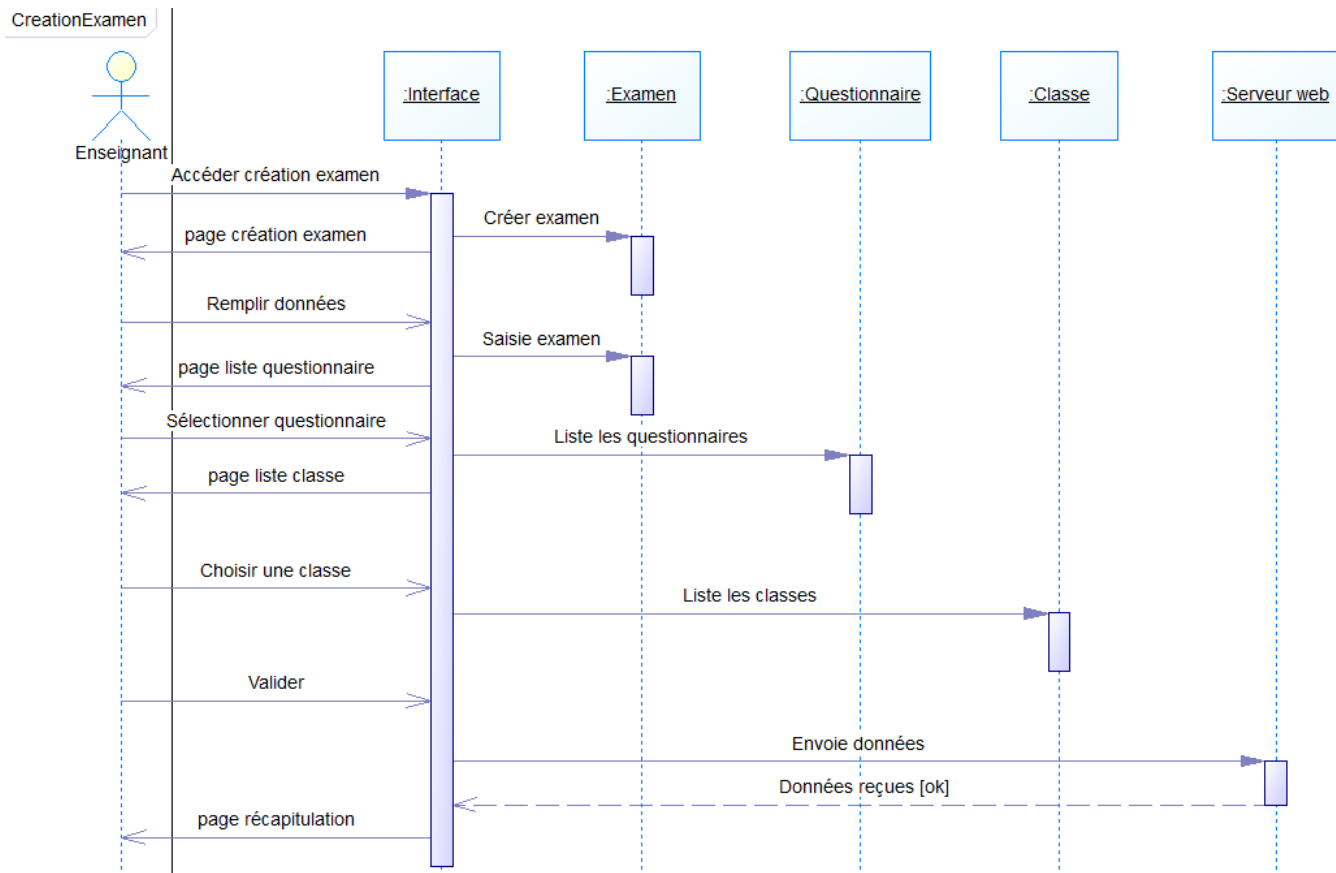 CreationExamen
Enseignant
:Interface
:Examen
:Questionnaire
:Classe
:Serveur web
Accéder création examen
Créer examen
page création examen
Remplir données
Saisie examen
page liste questionnaire
Sélectionner questionnaire
Liste les questionnaires
page liste classe
Choisir une classe
Liste les classes
Valider
Envoie données
Données reçues [ok]
page récapitulation